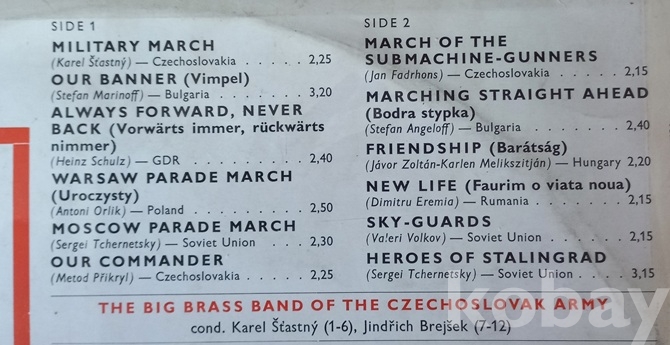 SIDE 1
MILITARY MARCH
(Karel Šťastný) — Czechoslovakia . . . . . 2,25
OUR BANNER (Vimpel)
(Stefan Marinoff) — Bulgaria . . . . . . . 3,20
ALWAYS FORWARD, NEVER
BACK (Vorwärts immer, rückwärts
nimmer)
(Heinz Schulz) — GDR . . . . . . . . . 2,40
WARSAW PARADE MARCH
(Uroczysty)
(Antoni Orlik) — Poland . . . . . . . . . 2,50
MOSCOW PARADE MARCH
(Sergei Tchernetsky) — Soviet Union . . . . 2,30
OUR COMMANDER
(Metod Přikryl) — Czechoslovakia . . . . . 2,25
SIDE 2
MARCH OF THE
SUBMACHINE-GUNNERS
(Jan Fadrhons) — Czechoslovakia . . . . . . 2,15
MARCHING STRAIGHT AHEAD
(Bodra stypka)
(Stefan Angeloff) — Bulgaria . . . . . . . 2,40
FRIENDSHIP (Barátság)
(Jávor Zoltán-Karlen Melikszitján) — Hungary 2,20
NEW LIFE (Faurim o viata noua)
(Dimitru Eremia) — Rumania . . . . . . . 2,15
SKY-GUARDS
(Valeri Volkov) — Soviet Union . . . . . . 2,15
HEROES OF STALINGRAD
(Sergei Tchernetsky) — Soviet Union . . . . 3,15
THE BIG BRASS BAND OF THE CZECHOSLOVAK ARMY
cond. Karel Šťastný (1-6), Jindřich Brejšek (7-12)
kobay